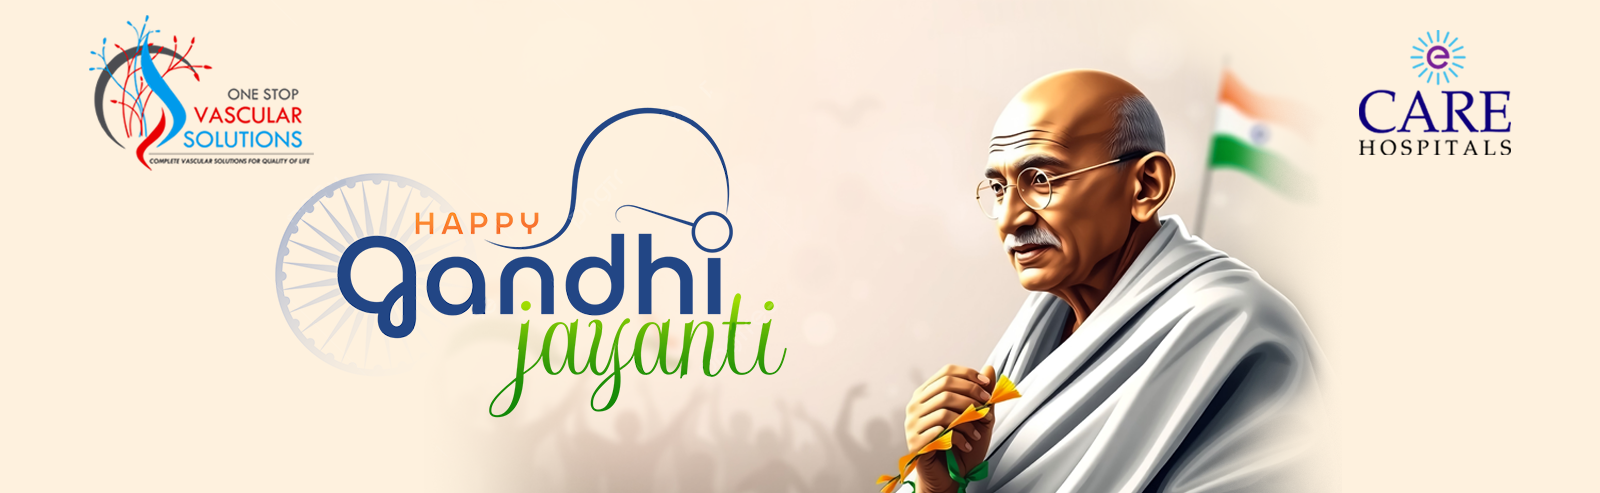 ONE STOP
VASCULAR
SOLUTIONS
COMPLETE VASCULAR SOLUTIONS FOR QUALITY OF LIFE
HAPPY
gandhi
jayanti
e
CARE
HOSPITALS